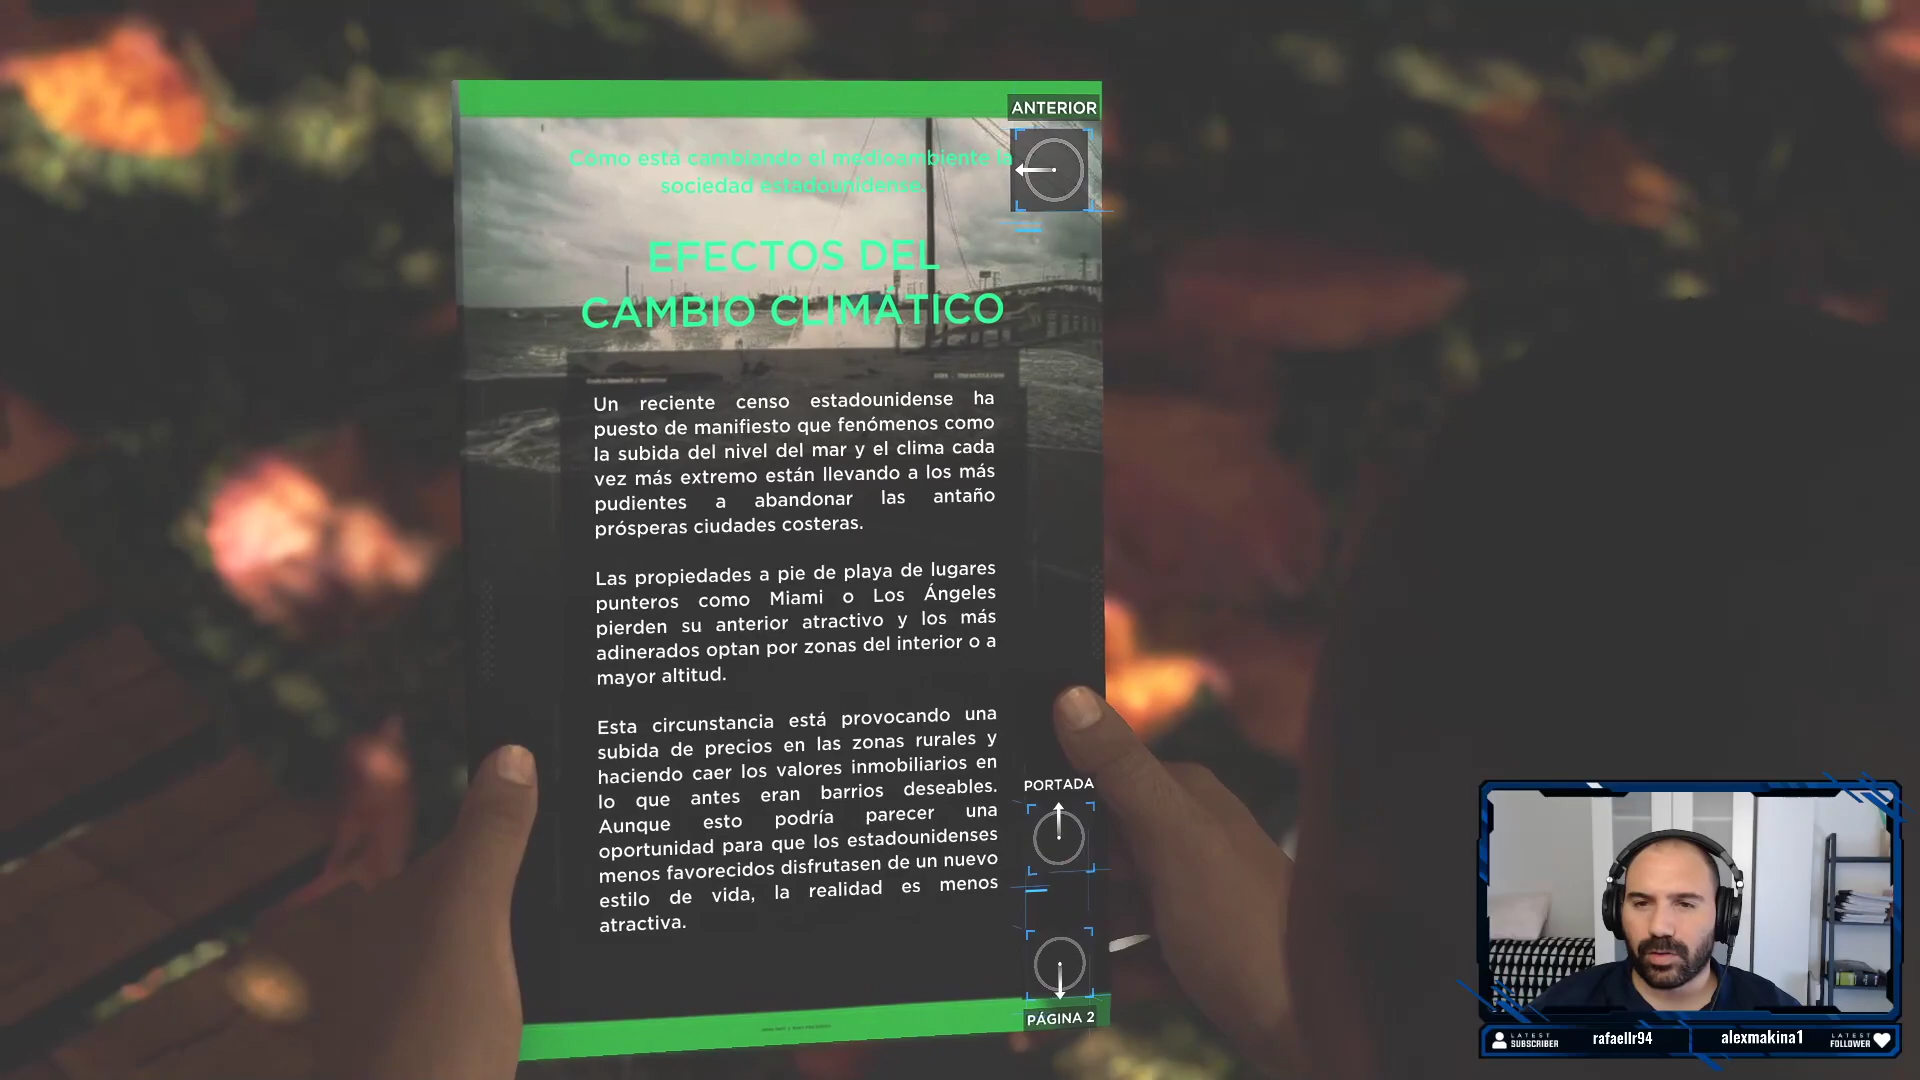 ANTERIOR
Cómo está cambiando el medioambiente la
sociedad estadounidense.
EFECTOS DEL
CAMBIO CLIMÁTICO
Un reciente censo estadounidense ha
puesto de manifiesto que fenómenos como
la subida del nivel del mar y el clima cada
vez más extremo están llevando a los más
pudientes a abandonar las antaño
prósperas ciudades costeras.
Las propiedades a pie de playa de lugares
punteros como Miami o Los Ángeles
pierden su anterior atractivo y los más
adinerados optan por zonas del interior o a
mayor altitud.
Esta circunstancia está provocando una
subida de precios en las zonas rurales y
haciendo caer los valores inmobiliarios en
lo que antes eran barrios deseables.
Aunque esto podría parecer una
oportunidad para que los estadounidenses
menos favorecidos disfrutasen de un nuevo
estilo de vida, la realidad es menos
atractiva.
PORTADA
PÁGINA 2
LATEST
SUBSCRIBER
rafaellr94
alexmakina1
LATEST
FOLLOWER